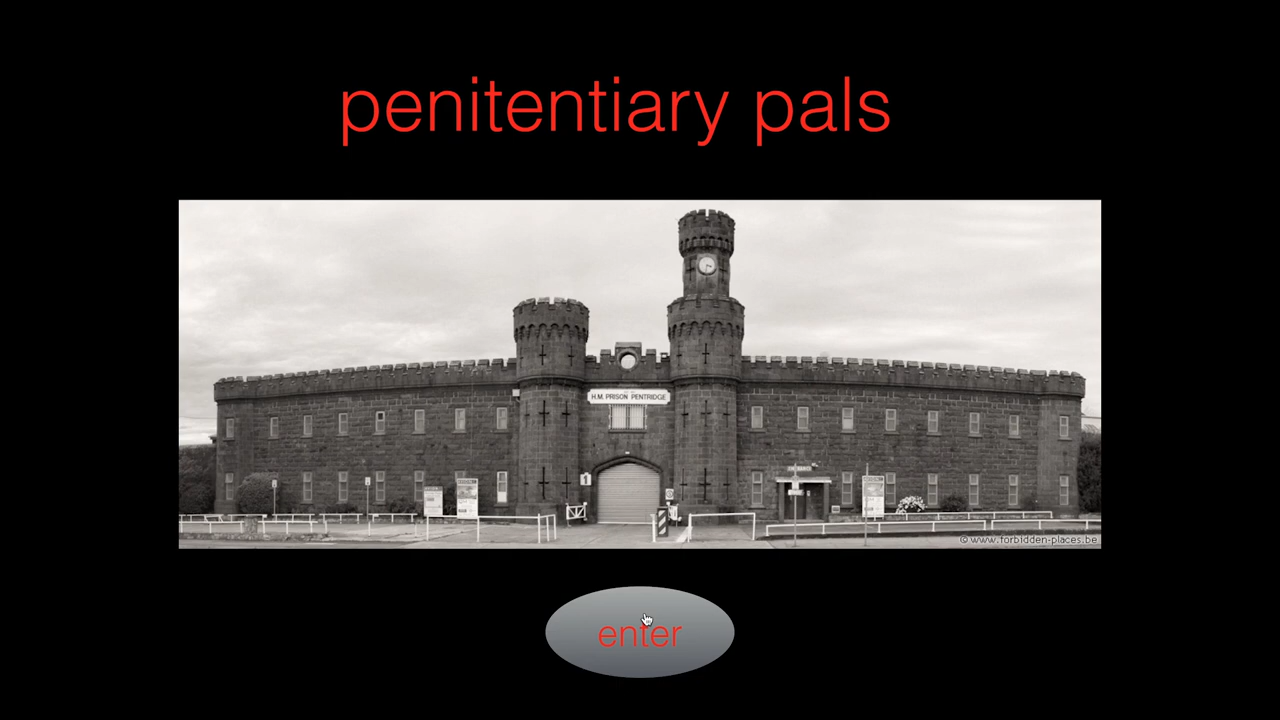 penitentiary pals
H.M. PRISON PENTRIDGE
1
© www.forbidden-places.be
enter